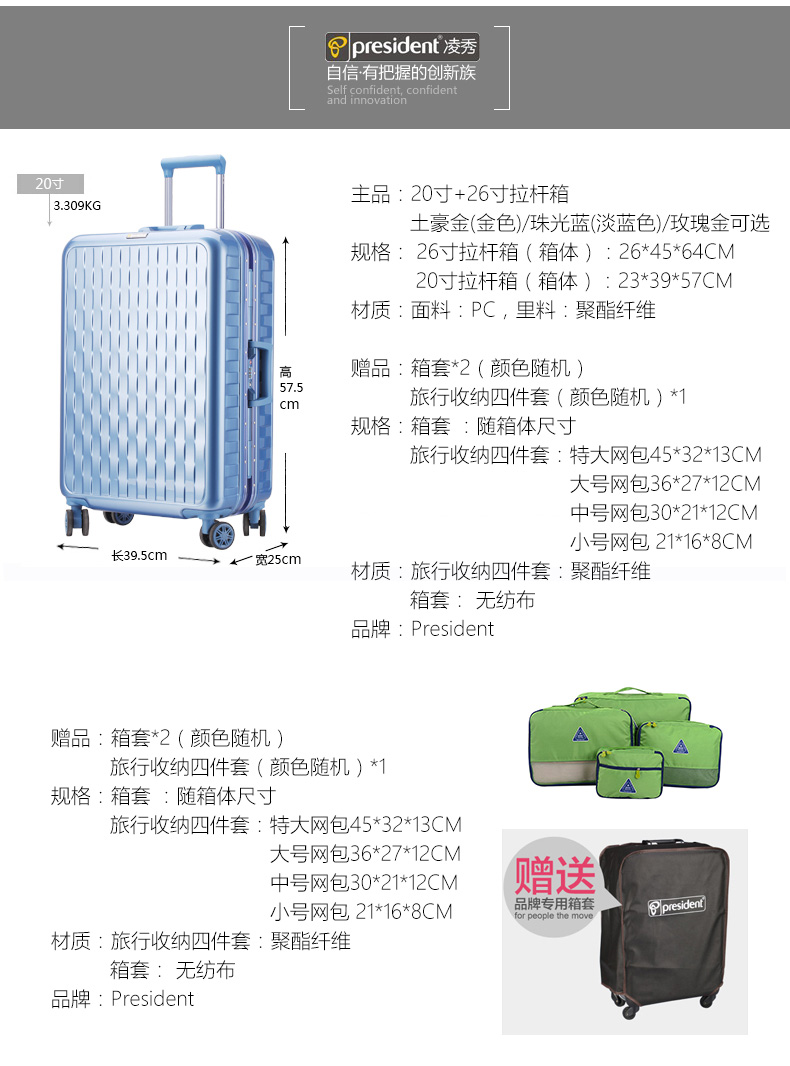 president 凌秀
自信·有把握的创新族
Self confident, confident
and innovation
20寸
3.309KG
高
57.5
cm
长39.5cm
宽25cm
主品：20寸+26寸拉杆箱
土豪金(金色)/珠光蓝(淡蓝色)/玫瑰金可选
规格： 26寸拉杆箱（箱体）：26*45*64CM
20寸拉杆箱（箱体）：23*39*57CM
材质：面料：PC，里料：聚酯纤维
赠品：箱套*2（颜色随机）
旅行收纳四件套（颜色随机）*1
规格：箱套 ：随箱体尺寸
旅行收纳四件套：特大网包45*32*13CM
大号网包36*27*12CM
中号网包30*21*12CM
小号网包 21*16*8CM
材质：旅行收纳四件套：聚酯纤维
箱套： 无纺布
品牌：President
赠品：箱套*2（颜色随机）
旅行收纳四件套（颜色随机）*1
规格：箱套 ：随箱体尺寸
旅行收纳四件套：特大网包45*32*13CM
大号网包36*27*12CM
中号网包30*21*12CM
小号网包 21*16*8CM
材质：旅行收纳四件套：聚酯纤维
箱套： 无纺布
品牌：President
赠送
品牌专用箱套
for people the move
president